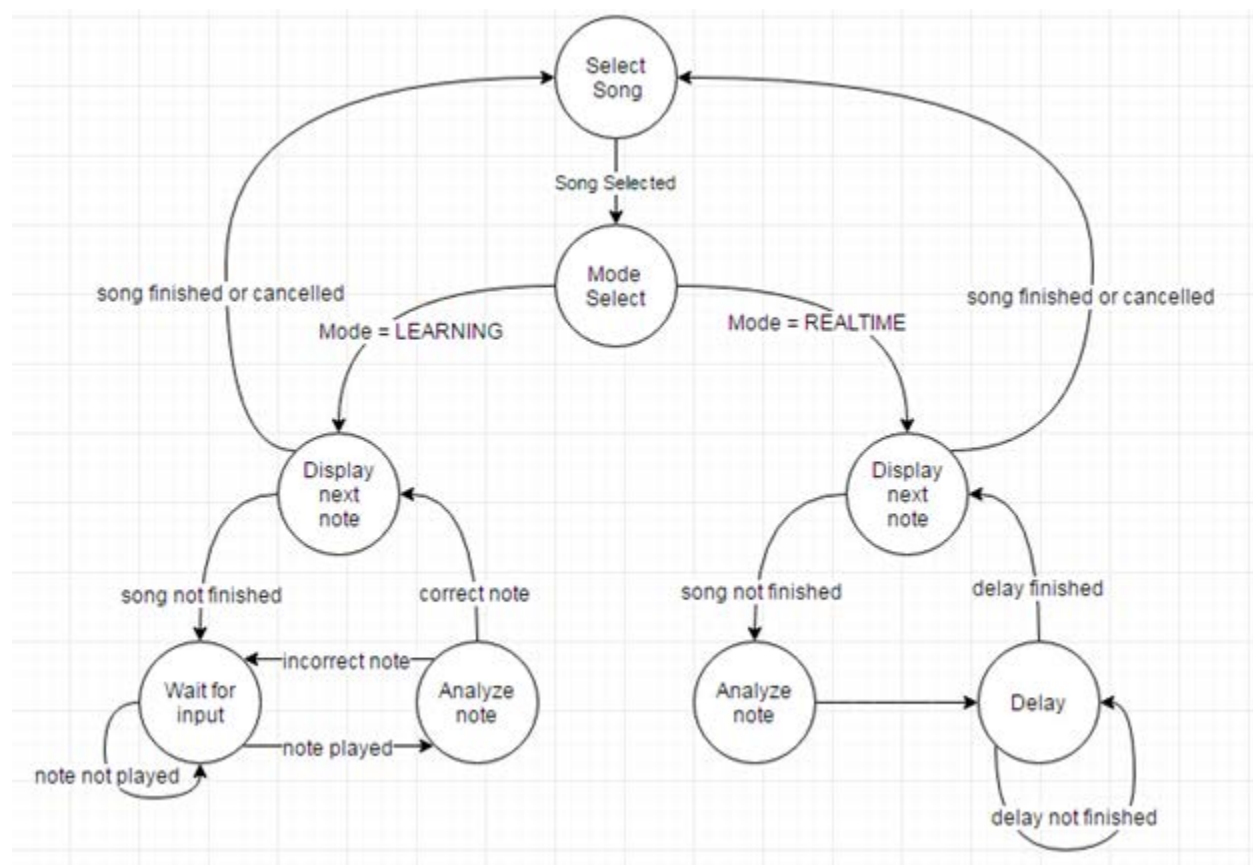 Select
Song
Song Selected
Mode
Select
song finished or cancelled
song finished or cancelled
Mode = LEARNING
Mode = REALTIME
Display
next
note
Display
next
note
song not finished
correct note
song not finished
delay finished
incorrect note
Wait for
input
Analyze
note
Analyze
note
Delay
note played
note not played
delay not finished